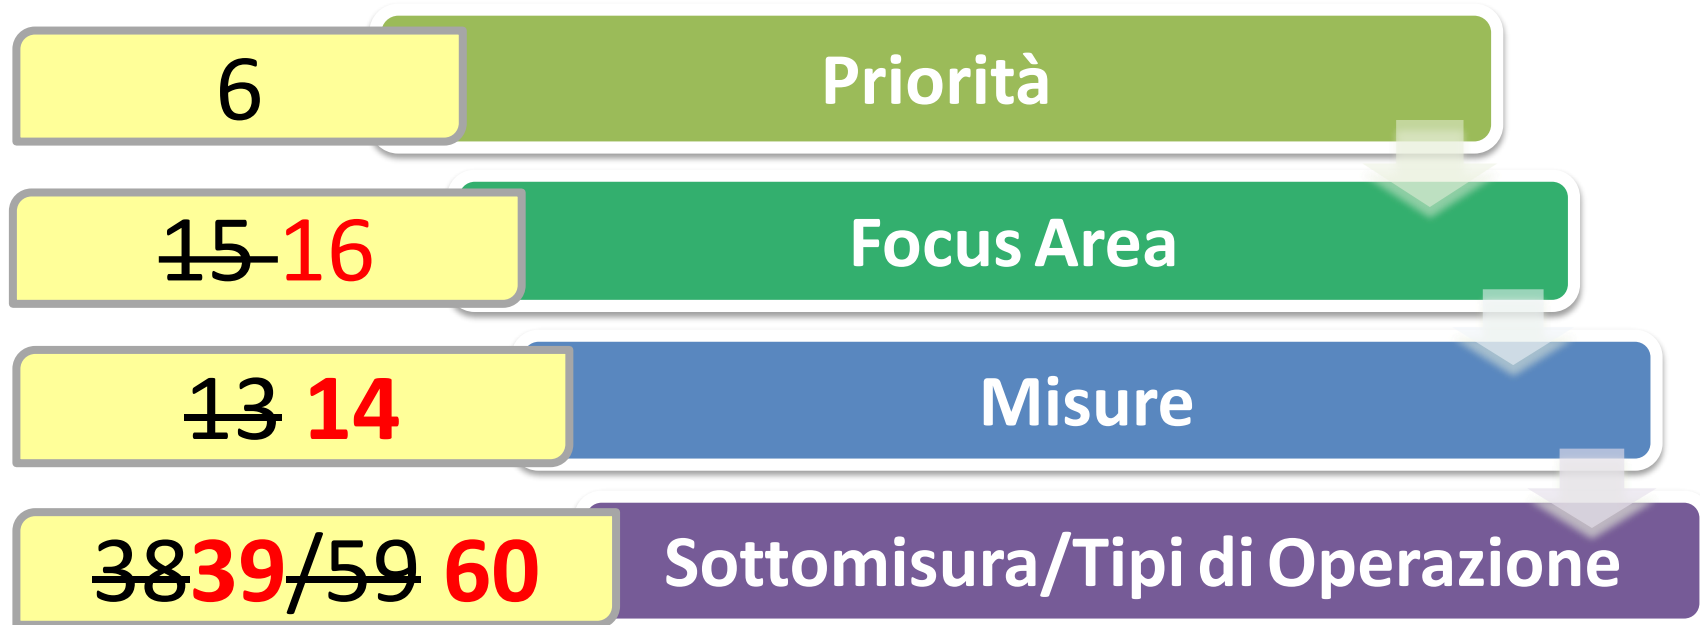 6 Priorità
15 16 Focus Area
13 14 Misure
3839/59 60 Sottomisura/Tipi di Operazione